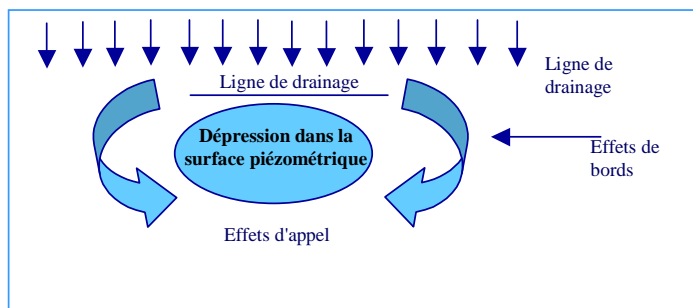 Ligne de
drainage
Ligne de drainage
Dépression dans la
surface piézométrique
Effets de
bords
Effets d'appel